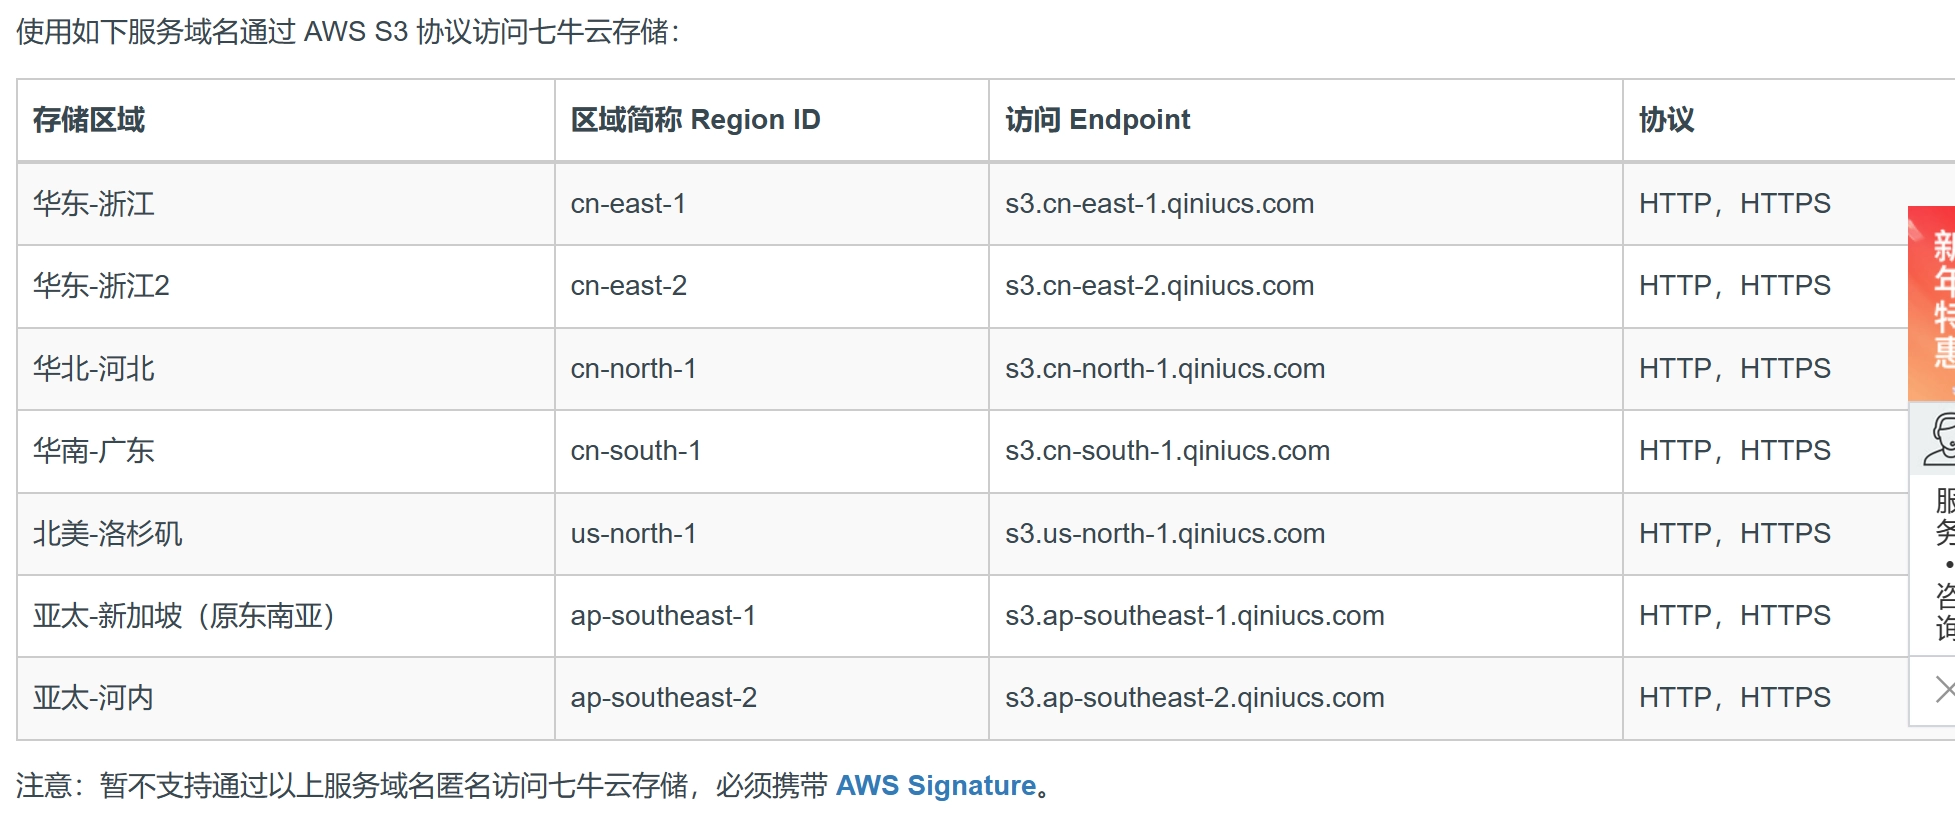 使用如下服务域名通过 AWS S3 协议访问七牛云存储：
存储区域 区域简称 Region ID 访问 Endpoint 协议
华东-浙江 cn-east-1 s3.cn-east-1.qiniucs.com HTTP，HTTPS
华东-浙江2 cn-east-2 s3.cn-east-2.qiniucs.com HTTP，HTTPS
华北-河北 cn-north-1 s3.cn-north-1.qiniucs.com HTTP，HTTPS
华南-广东 cn-south-1 s3.cn-south-1.qiniucs.com HTTP，HTTPS
北美-洛杉矶 us-north-1 s3.us-north-1.qiniucs.com HTTP，HTTPS
亚太-新加坡（原东南亚） ap-southeast-1 s3.ap-southeast-1.qiniucs.com HTTP，HTTPS
亚太-河内 ap-southeast-2 s3.ap-southeast-2.qiniucs.com HTTP，HTTPS
注意：暂不支持通过以上服务域名匿名访问七牛云存储，必须携带 AWS Signature。
新年特惠
服务·咨询